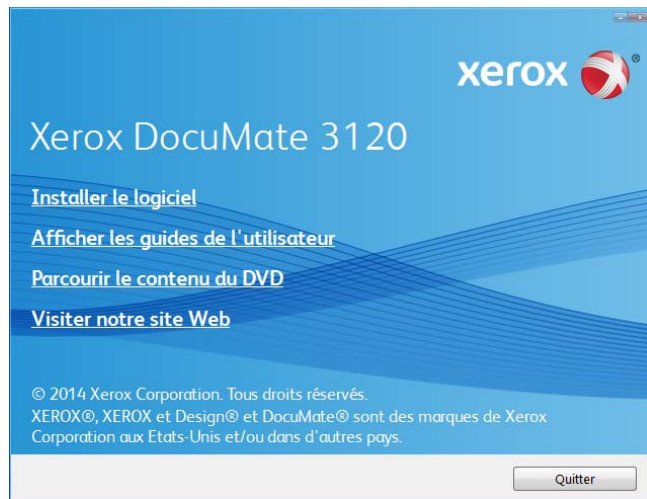 xerox ®
Xerox DocuMate 3120
Installer le logiciel
Afficher les guides de l'utilisateur
Parcourir le contenu du DVD
Visiter notre site Web
© 2014 Xerox Corporation. Tous droits réservés.
XEROX®, XEROX et Design® et DocuMate® sont des marques de Xerox
Corporation aux Etats-Unis et/ou dans d'autres pays.
Quitter